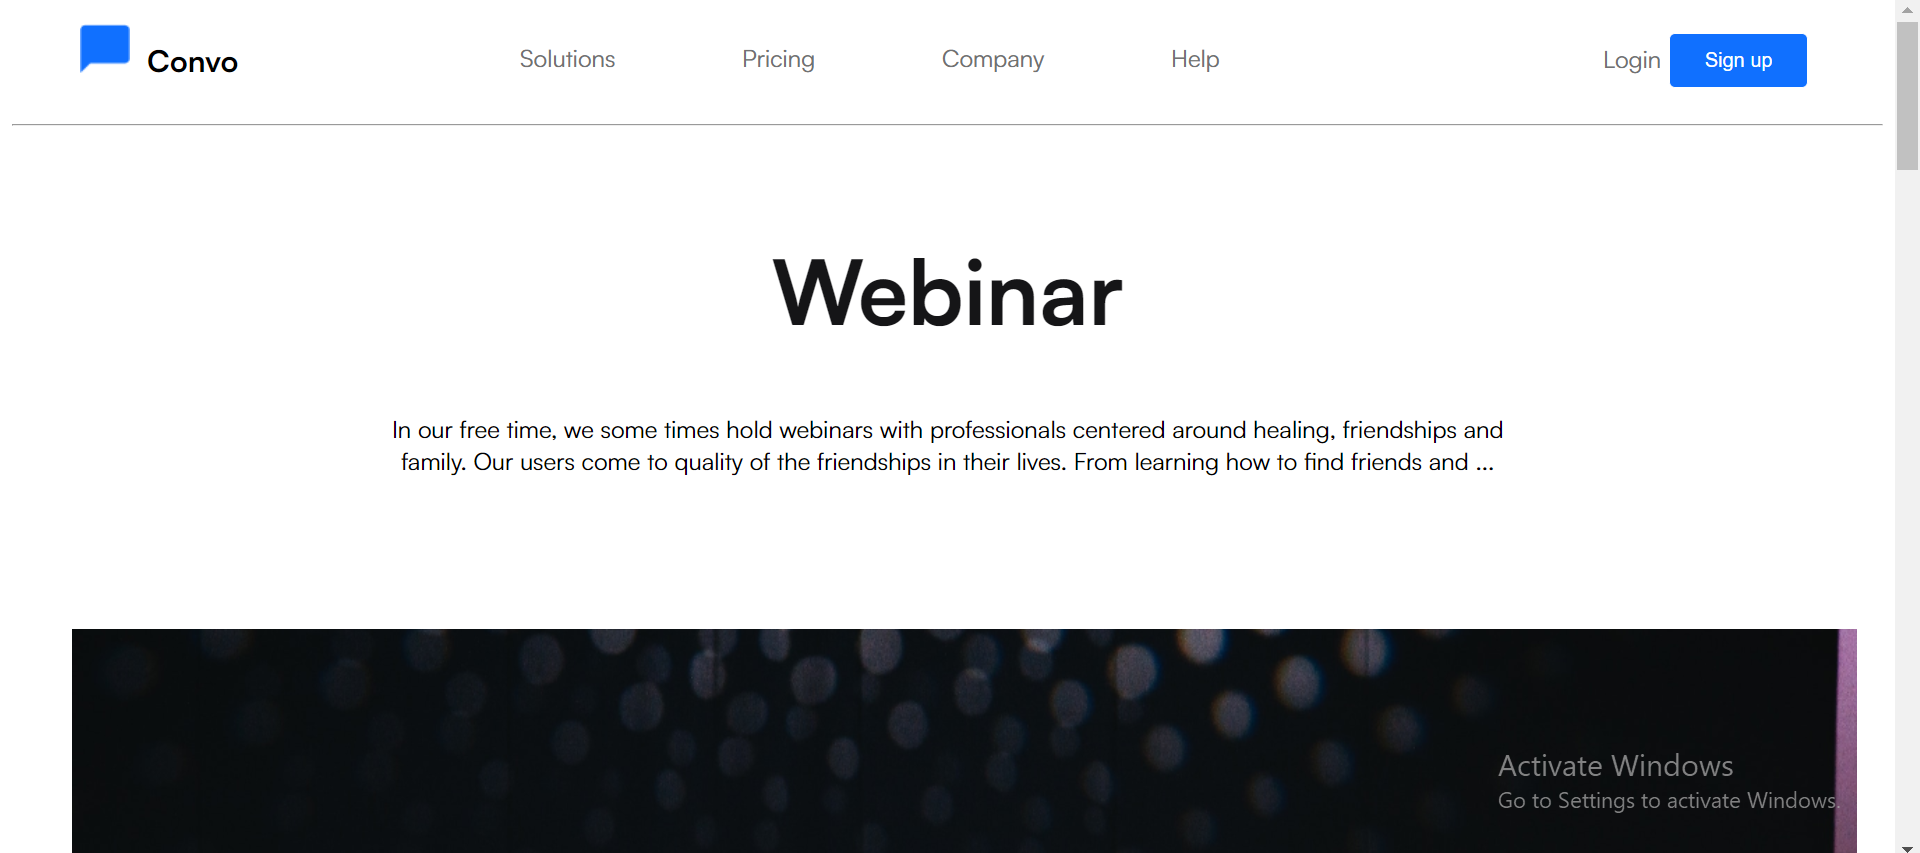 Convo
Solutions
Pricing
Company
Help
Login
Sign up
Webinar
In our free time, we some times hold webinars with professionals centered around healing, friendships and
family. Our users come to quality of the friendships in their lives. From learning how to find friends and ...
Activate Windows
Go to Settings to activate Windows.